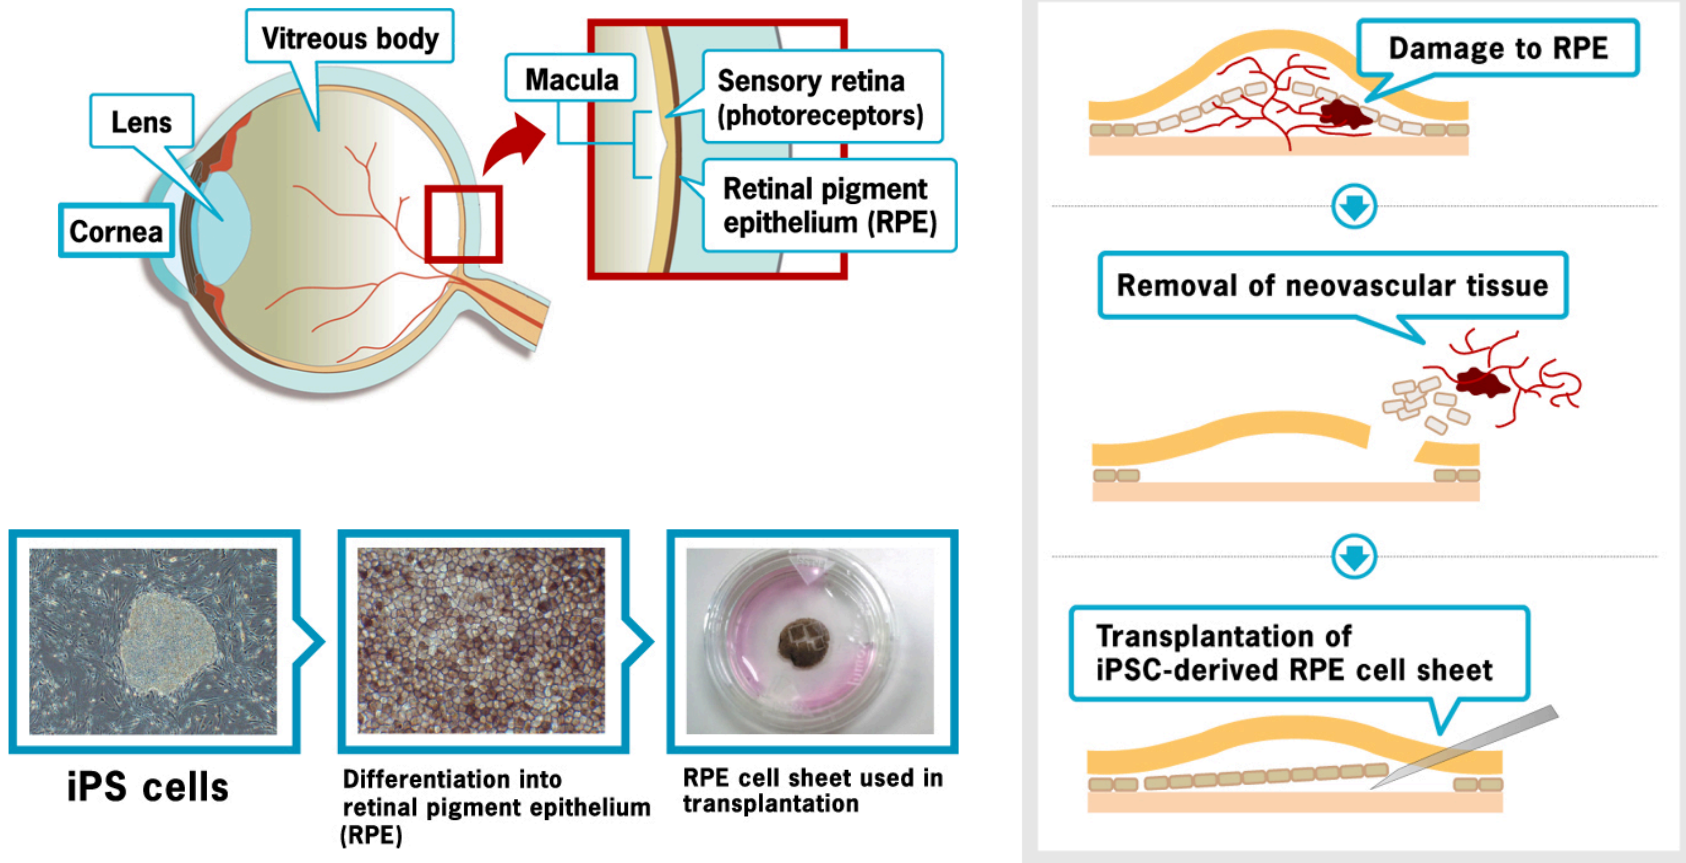 Vitreous body
Lens
Cornea
Macula
Sensory retina
(photoreceptors)
Retinal pigment
epithelium (RPE)
iPS cells
Differentiation into
retinal pigment epithelium
(RPE)
RPE cell sheet used in
transplantation
Damage to RPE
Removal of neovascular tissue
Transplantation of
iPSC-derived RPE cell sheet